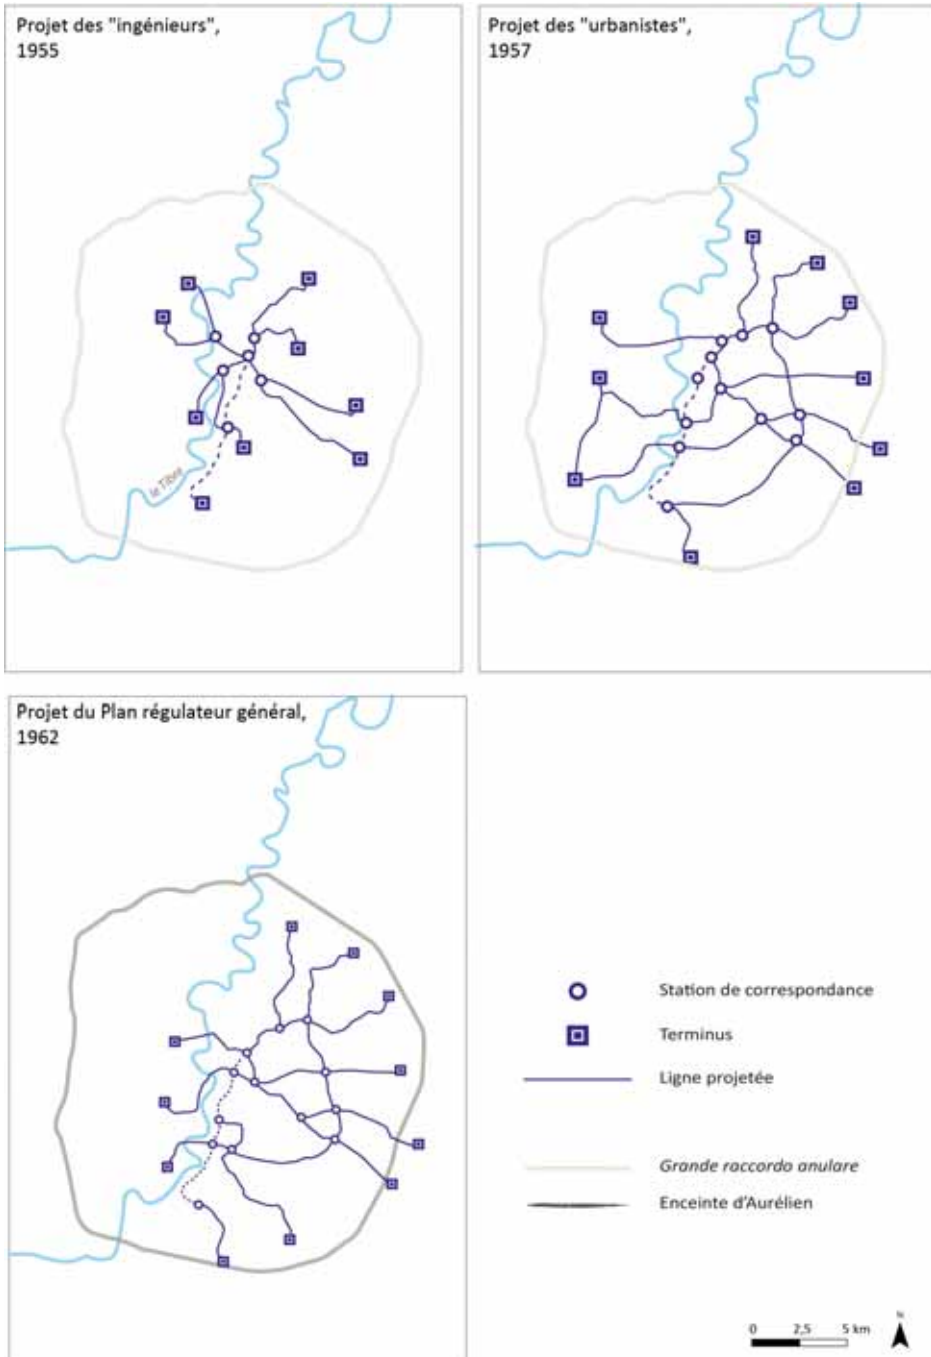 Projet des "ingénieurs",
1955
Projet des "urbanistes",
1957
le Tibre
Projet du Plan régulateur général,
1962
Station de correspondance
Terminus
Ligne projetée
Grande raccordo anulare
Enceinte d'Aurélien
N
0 2,5 5 km